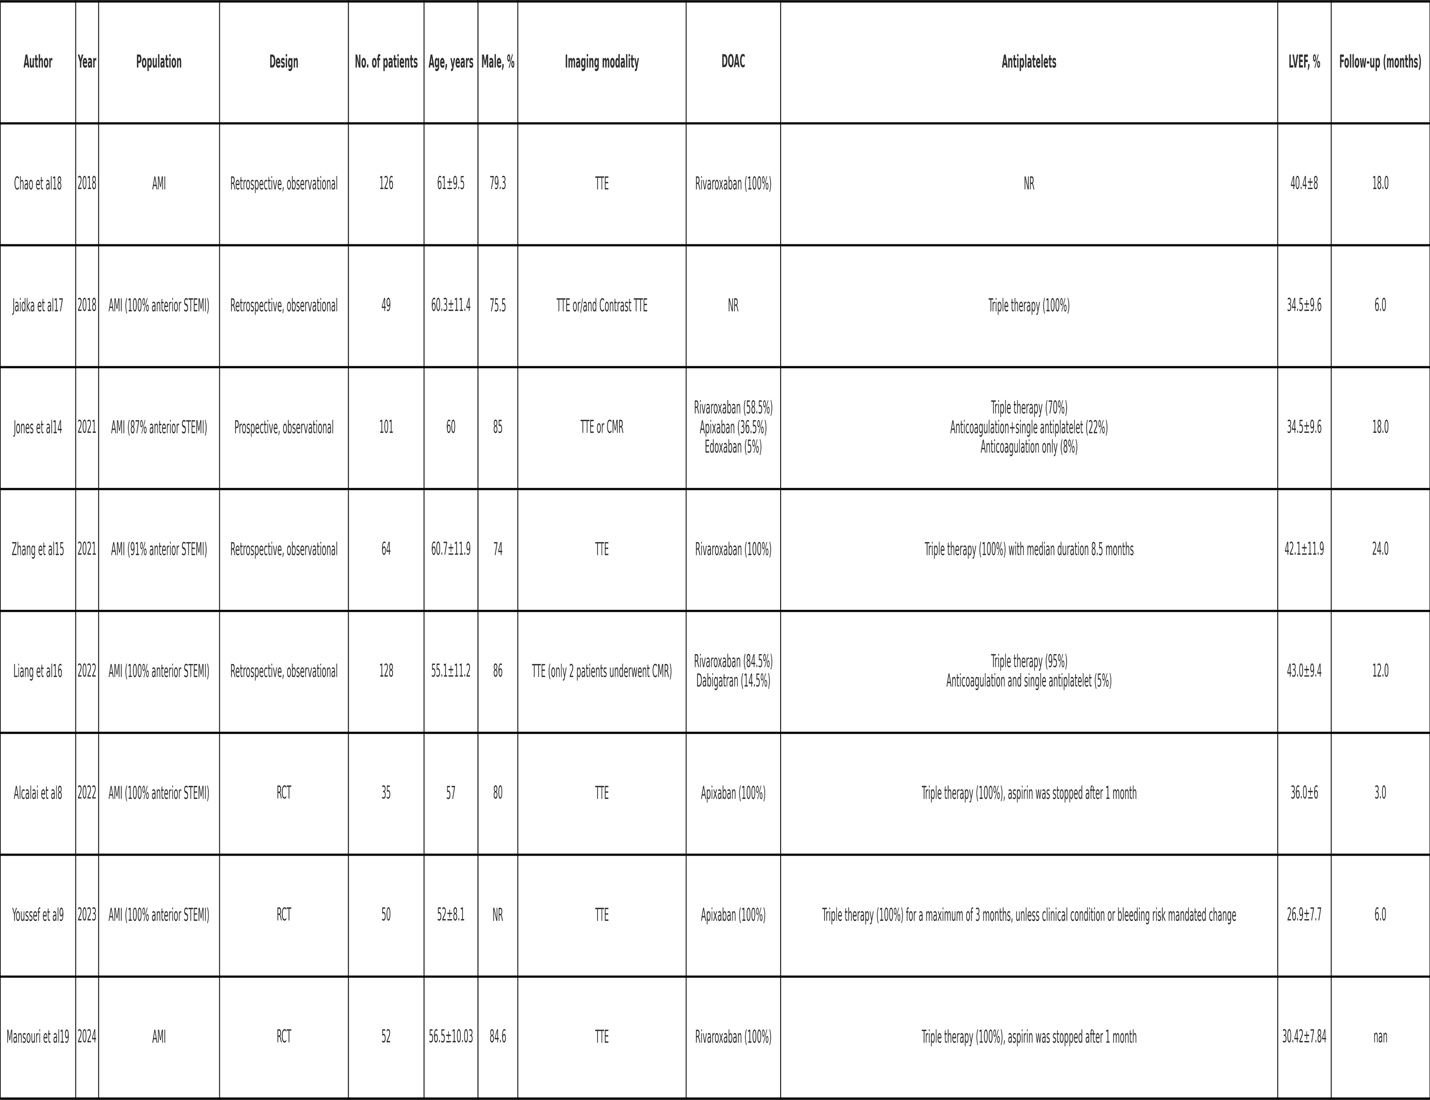 Author Year Population Design No. of patients Age, years Male, % Imaging modality DOAC Antiplatelets LVEF, % Follow-up (months)
Chao et al18 2018 AMI Retrospective, observational 126 61±9.5 79.3 TTE Rivaroxaban (100%) NR 40.4±8 18.0
Jaidka et al17 2018 AMI (100% anterior STEMI) Retrospective, observational 49 60.3±11.4 75.5 TTE or/and Contrast TTE NR Triple therapy (100%) 34.5±9.6 6.0
Jones et al14 2021 AMI (87% anterior STEMI) Prospective, observational 101 60 85 TTE or CMR
Rivaroxaban (58.5%)
Apixaban (36.5%)
Edoxaban (5%)
Triple therapy (70%)
Anticoagulation+single antiplatelet (22%)
Anticoagulation only (8%)
34.5±9.6 18.0
Zhang et al15 2021 AMI (91% anterior STEMI) Retrospective, observational 64 60.7±11.9 74 TTE Rivaroxaban (100%) Triple therapy (100%) with median duration 8.5 months 42.1±11.9 24.0
Liang et al16 2022 AMI (100% anterior STEMI) Retrospective, observational 128 55.1±11.2 86 TTE (only 2 patients underwent CMR)
Rivaroxaban (84.5%)
Dabigatran (14.5%)
Triple therapy (95%)
Anticoagulation and single antiplatelet (5%)
43.0±9.4 12.0
Alcalai et al8 2022 AMI (100% anterior STEMI) RCT 35 57 80 TTE Apixaban (100%) Triple therapy (100%), aspirin was stopped after 1 month 36.0±6 3.0
Youssef et al9 2023 AMI (100% anterior STEMI) RCT 50 52±8.1 NR TTE Apixaban (100%) Triple therapy (100%) for a maximum of 3 months, unless clinical condition or bleeding risk mandated change 26.9±7.7 6.0
Mansouri et al19 2024 AMI RCT 52 56.5±10.03 84.6 TTE Rivaroxaban (100%) Triple therapy (100%), aspirin was stopped after 1 month 30.42±7.84 nan